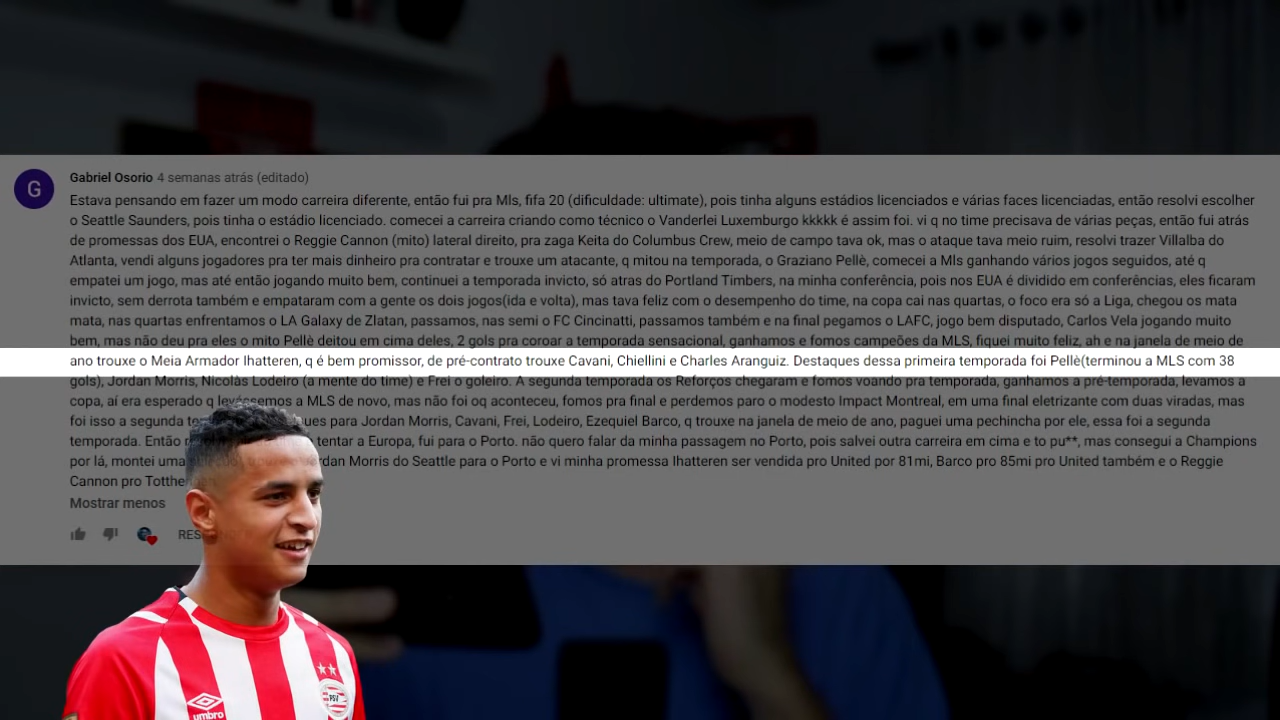 G
Gabriel Osorio 4 semanas atrás (editado)
Estava pensando em fazer um modo carreira diferente, então fui pra Mls, fifa 20 (dificuldade: ultimate), pois tinha alguns estádios licenciados e várias faces licenciadas, então resolvi escolher
o Seattle Saunders, pois tinha o estádio licenciado. comecei a carreira criando como técnico o Vanderlei Luxemburgo kkkkk é assim foi. vi q no time precisava de várias peças, então fui atrás
de promessas dos EUA, encontrei o Reggie Cannon (mito) lateral direito, pra zaga Keita do Columbus Crew, meio de campo tava ok, mas o ataque tava meio ruim, resolvi trazer Villalba do
Atlanta, vendi alguns jogadores pra ter mais dinheiro pra contratar e trouxe um atacante, q mitou na temporada, o Graziano Pellè, comecei a Mls ganhando vários jogos seguidos, até q
empatei um jogo, mas até então jogando muito bem, continuei a temporada invicto, só atras do Portland Timbers, na minha conferência, pois nos EUA é dividido em conferências, eles ficaram
invicto, sem derrota também e empataram com a gente os dois jogos(ida e volta), mas tava feliz com o desempenho do time, na copa cai nas quartas, o foco era só a Liga, chegou os mata
mata, nas quartas enfrentamos o LA Galaxy de Zlatan, passamos, nas semi o FC Cincinatti, passamos também e na final pegamos o LAFC, jogo bem disputado, Carlos Vela jogando muito
bem, mas não deu pra eles o mito Pellè deitou em cima deles, 2 gols pra coroar a temporada sensacional, ganhamos e fomos campeões da MLS, fiquei muito feliz, ah e na janela de meio de
ano trouxe o Meia Armador Ihatteren, q é bem promissor, de pré-contrato trouxe Cavani, Chiellini e Charles Aranguiz. Destaques dessa primeira temporada foi Pellè(terminou a MLS com 38
gols), Jordan Morris, Nicolàs Lodeiro (a mente do time) e Frei o goleiro. A segunda temporada os Reforços chegaram e fomos voando pra temporada, ganhamos a pré-temporada, levamos a
copa, aí era esperado q levássemos a MLS de novo, mas não foi oq aconteceu, fomos pra final e perdemos paro o modesto Impact Montreal, em uma final eletrizante com duas viradas, mas
foi isso a segunda para Jordan Morris, Cavani, Frei, Lodeiro, Ezequiel Barco, q trouxe na janela de meio de ano, paguei uma pechincha por ele, essa foi a segunda
temporada. Então tentar a Europa, fui para o Porto. não quero falar da minha passagem no Porto, pois salvei outra carreira em cima e to pu**, mas consegui a Champions
por lá, montei uma Morris do Seattle para o Porto e vi minha promessa Ihatteren ser vendida pro United por 81mi, Barco pro 85mi pro United também e o Reggie
Cannon pro
Mostrar menos
umbro
PSV